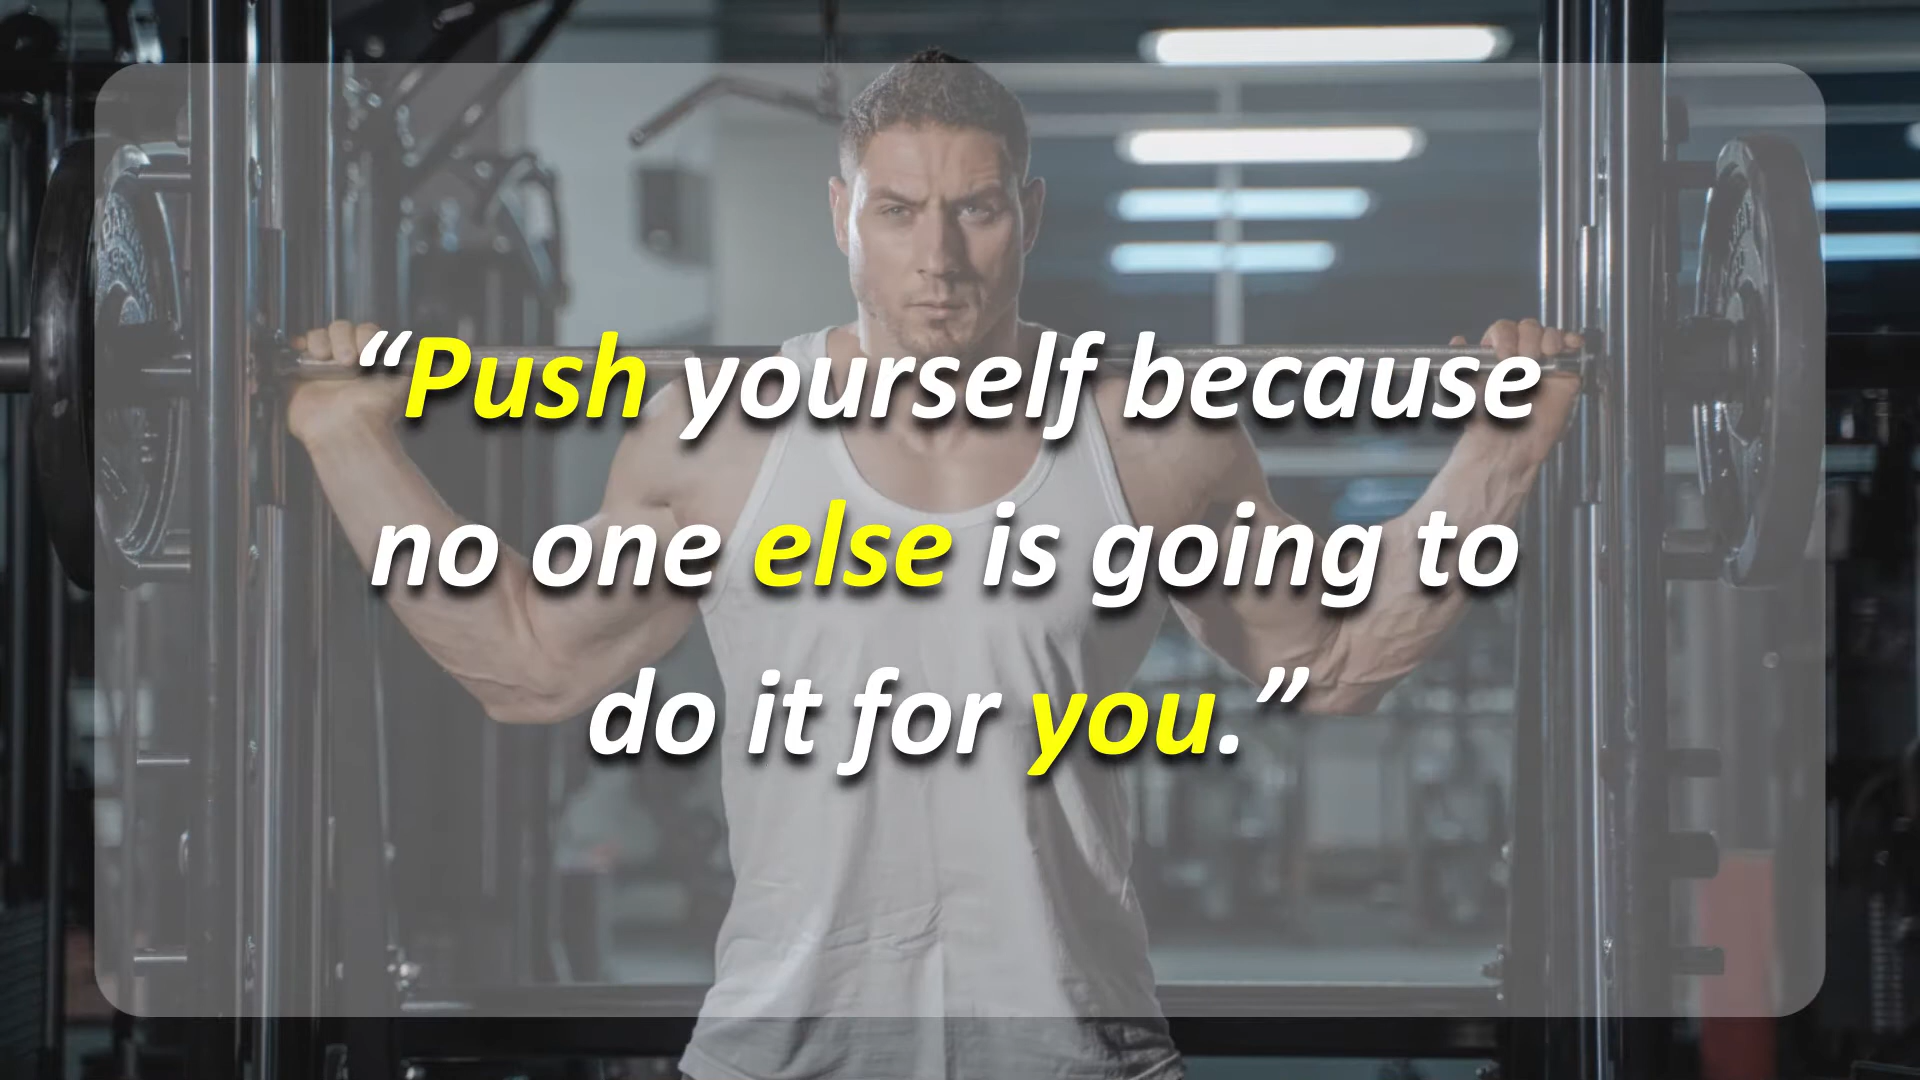 “Push yourself because
no one else is going to
do it for you.”